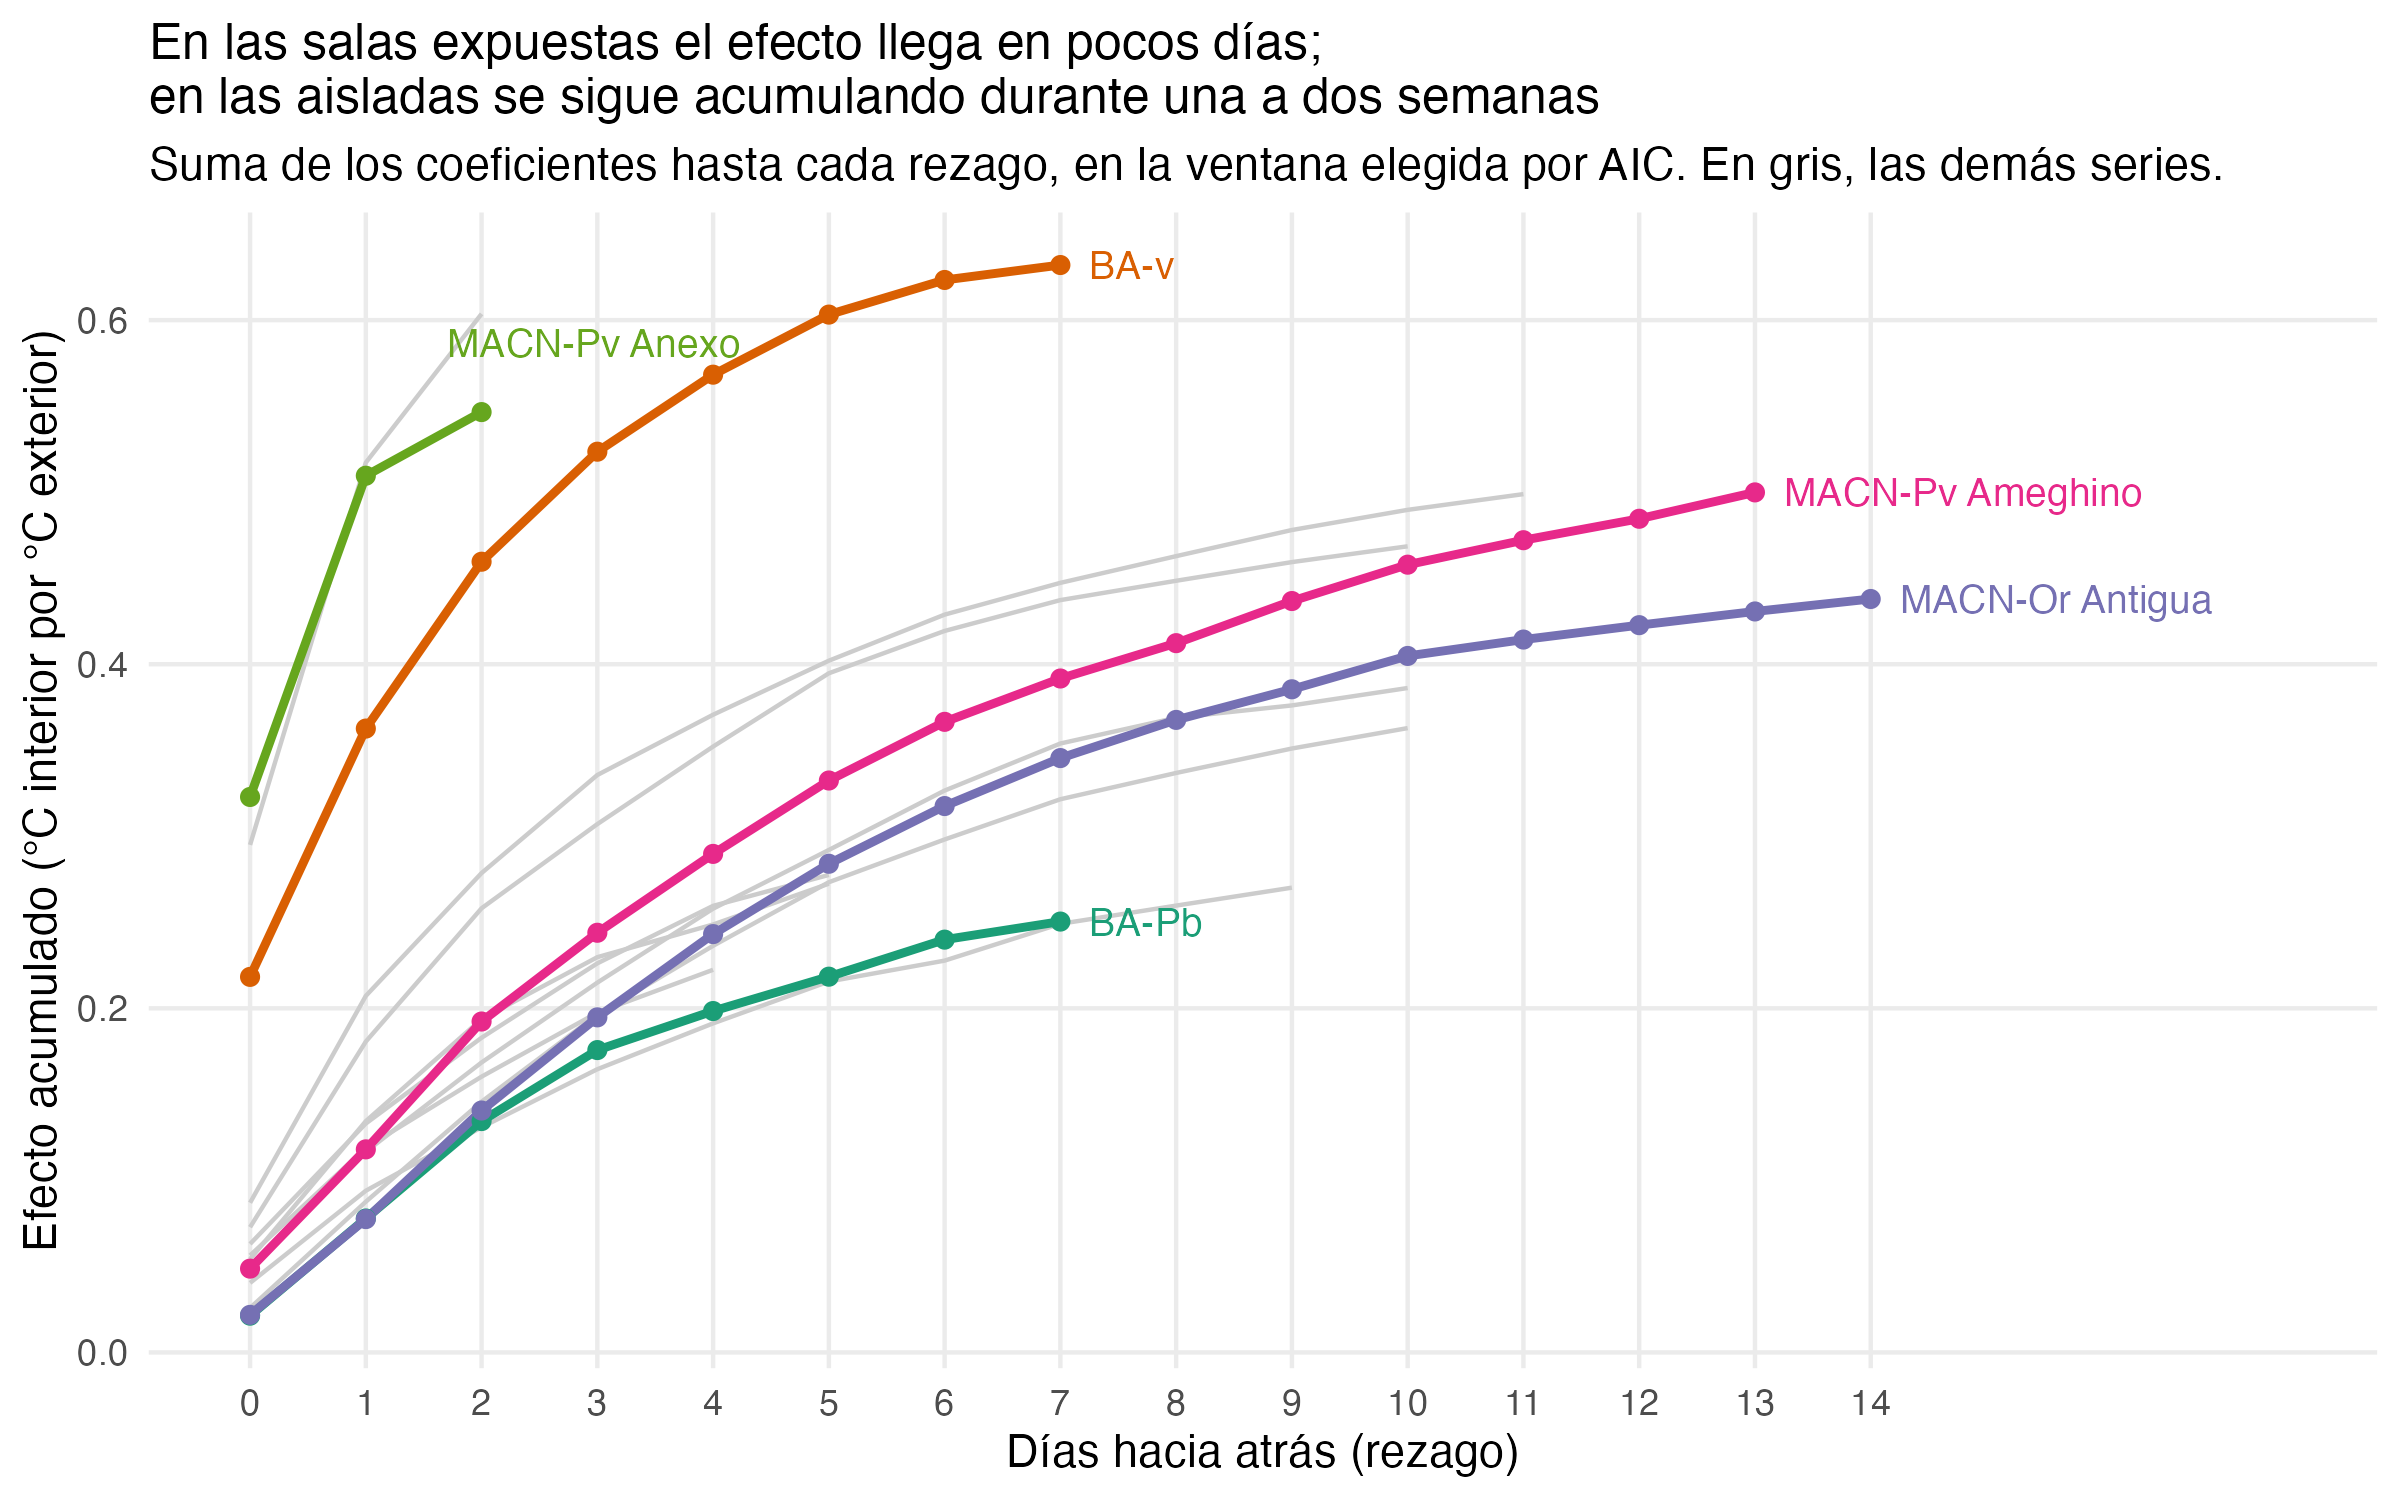 En las salas expuestas el efecto llega en pocos días;
en las aisladas se sigue acumulando durante una a dos semanas
Suma de los coeficientes hasta cada rezago, en la ventana elegida por AIC. En gris, las demás series.
Efecto acumulado (°C interior por °C exterior)
0.6
0.4
0.2
0.0
BA-v
MACN-Pv Anexo
MACN-Pv Ameghino
MACN-Or Antigua
BA-Pb
0 1 2 3 4 5 6 7 8 9 10 11 12 13 14
Días hacia atrás (rezago)